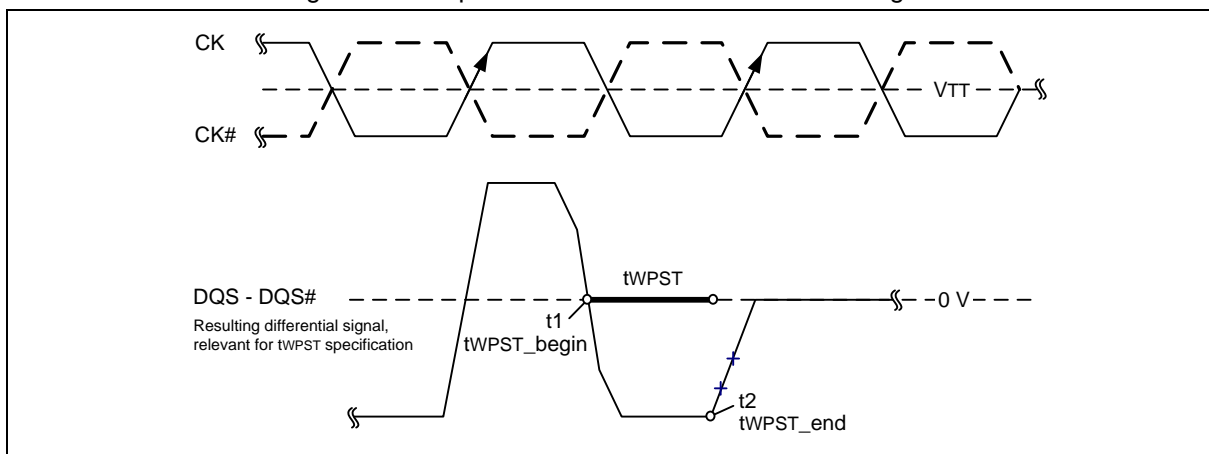 CK
VTT
CK#
tWPST
DQS - DQS#
0 V
Resulting differential signal,
relevant for tWPST specification
t1
tWPST_begin
t2
tWPST_end